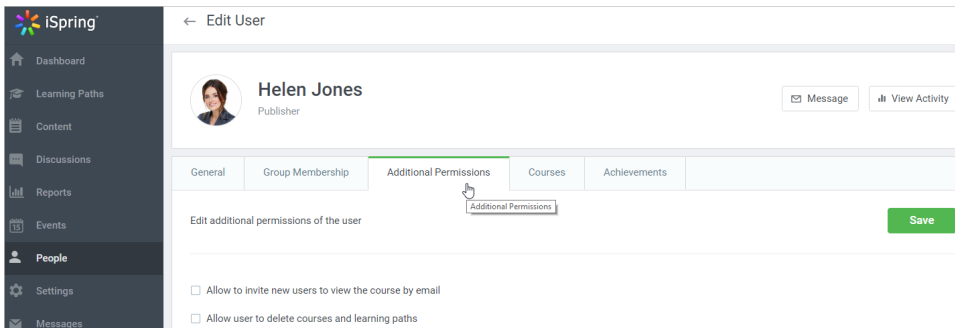 iSpring
← Edit User
Dashboard
Learning Paths
Content
Discussions
Reports
15 Events
People
Settings
Messages
Helen Jones
Publisher
Message
View Activity
General
Group Membership
Additional Permissions
Courses
Achievements
Additional Permissions
Edit additional permissions of the user
Save
Allow to invite new users to view the course by email
Allow user to delete courses and learning paths